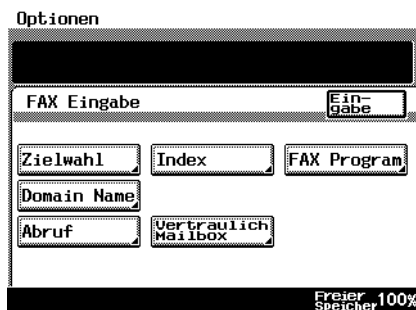 Optionen
FAX Eingabe
Ein-
gabe
Zielwahl
Index
FAX Program
Domain Name
Abruf
Vertraulich
Mailbox
Freier
Speicher 100%